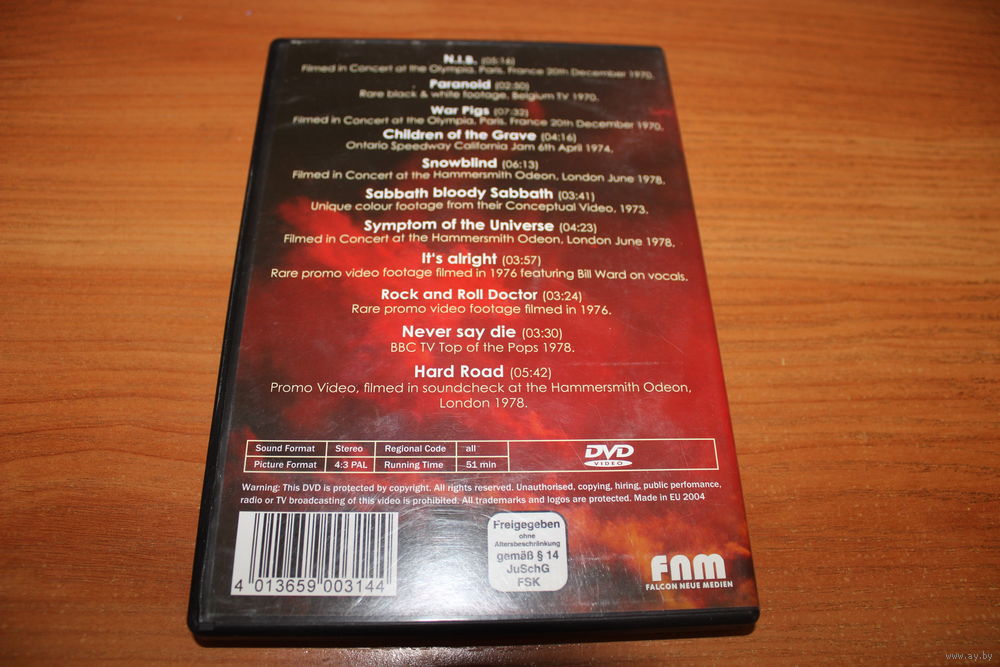 N.I.B. (05:16)
Filmed in Concert at the Olympia, Paris, France 20th December 1970.
Paranoid (02:50)
Rare black & white footage, Belgium TV 1970.
War Pigs (07:33)
Filmed in Concert at the Olympia, Paris, France 20th December 1970.
Children of the Grave (04:16)
Ontario Speedway California Jam 6th April 1974.
Snowblind (06:13)
Filmed in Concert at the Hammersmith Odeon, London June 1978.
Sabbath bloody Sabbath (03:41)
Unique colour footage from their Conceptual Video, 1973.
Symptom of the Universe (04:23)
Filmed in Concert at the Hammersmith Odeon, London June 1978.
It's alright (03:57)
Rare promo video footage filmed in 1976 featuring Bill Ward on vocals.
Rock and Roll Doctor (03:24)
Rare promo video footage filmed in 1976.
Never say die (03:30)
BBC TV Top of the Pops 1978.
Hard Road (05:42)
Promo Video, filmed in soundcheck at the Hammersmith Odeon,
London 1978.
Sound Format Stereo Regional Code all
Picture Format 4:3 PAL Running Time 51 min
DVD
VIDEO
Warning: This DVD is protected by copyright. All rights reserved. Unauthorised, copying, hiring, public perfomance,
radio or TV broadcasting of this video is prohibited. All trademarks and logos are protected. Made in EU 2004
4 013659 003144
Freigegeben
ohne
Altersbeschränkung
gemäß § 14
JuSchG
FSK
FNM
FALCON NEUE MEDIEN
www.ay.by